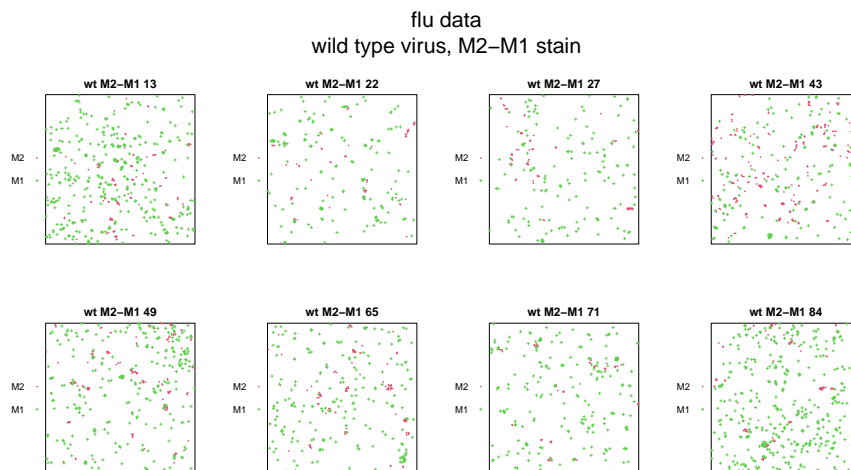 flu data
wild type virus, M2−M1 stain
wt M2−M1 13
wt M2−M1 22
wt M2−M1 27
wt M2−M1 43
M2
M1
M2
M1
M2
M1
M2
M1
wt M2−M1 49
wt M2−M1 65
wt M2−M1 71
wt M2−M1 84
M2
M1
M2
M1
M2
M1
M2
M1